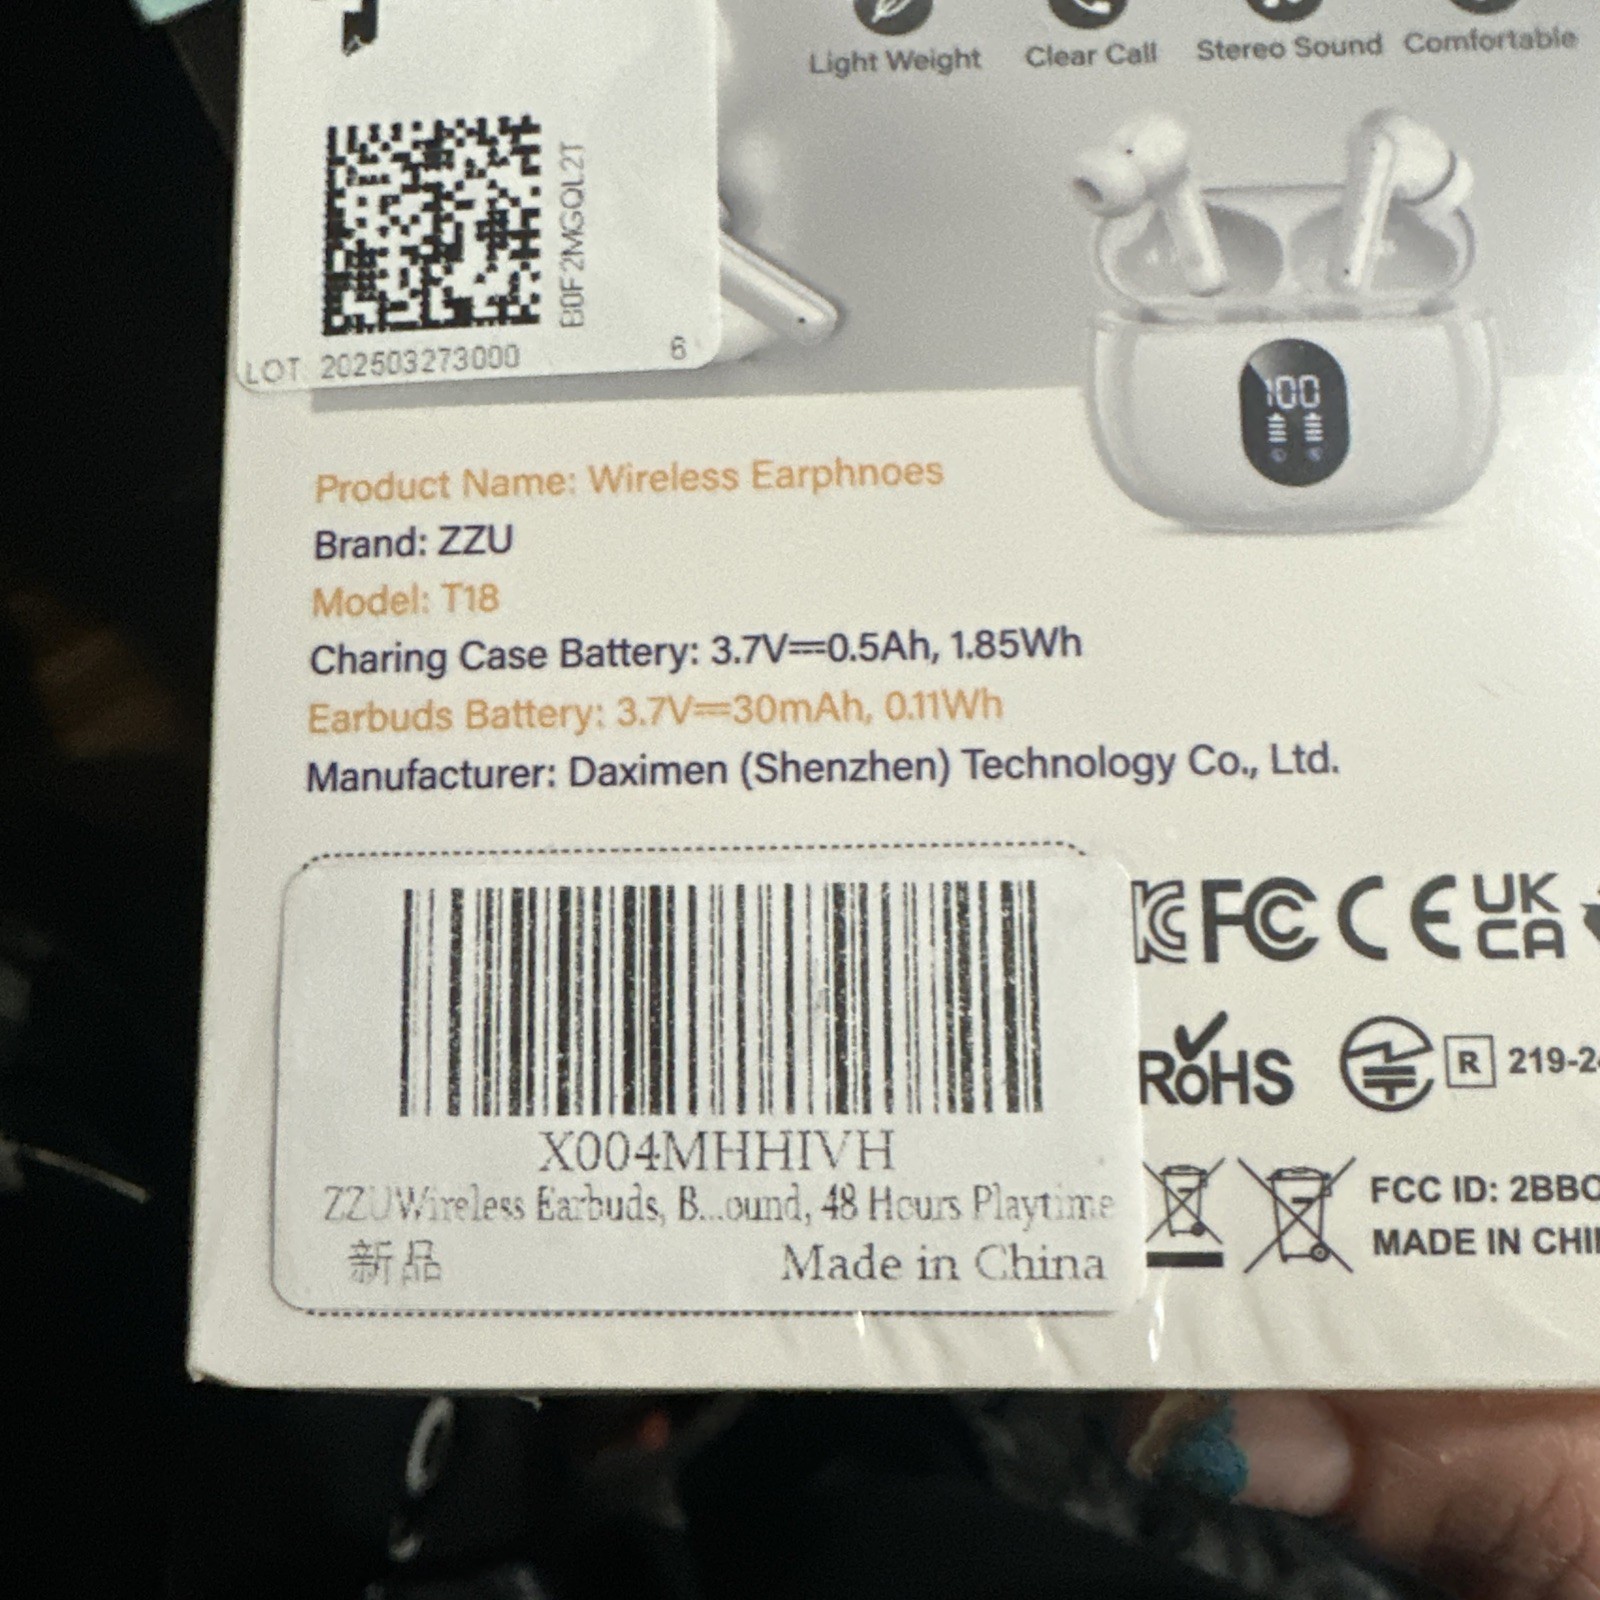 Light Weight
Clear Call
Stereo Sound
Comfortable
B0F2MGQL2T
LOT 202503273000
6
100
Product Name: Wireless Earphnoes
Brand: ZZU
Model: T18
Charing Case Battery: 3.7V⎓0.5Ah, 1.85Wh
Earbuds Battery: 3.7V⎓30mAh, 0.11Wh
Manufacturer: Daximen (Shenzhen) Technology Co., Ltd.
FC CE UK
CA
X004MHHIVH
ZZUWireless Earbuds, B...ound, 48 Hours Playtime
新品
Made in China
RoHS
R 219-2
FCC ID: 2BBO
MADE IN CHI